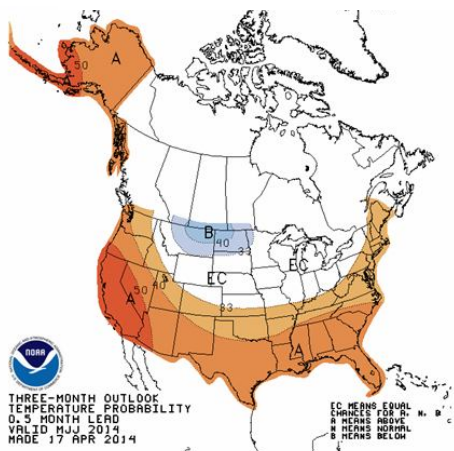 A
50
A
B
40
33
EC
EC
40
50
A
33
A
NOAA
THREE-MONTH OUTLOOK
TEMPERATURE PROBABILITY
0.5 MONTH LEAD
VALID MJJ 2014
MADE 17 APR 2014
EC MEANS EQUAL
CHANCES FOR A, N, B
A MEANS ABOVE
N MEANS NORMAL
B MEANS BELOW